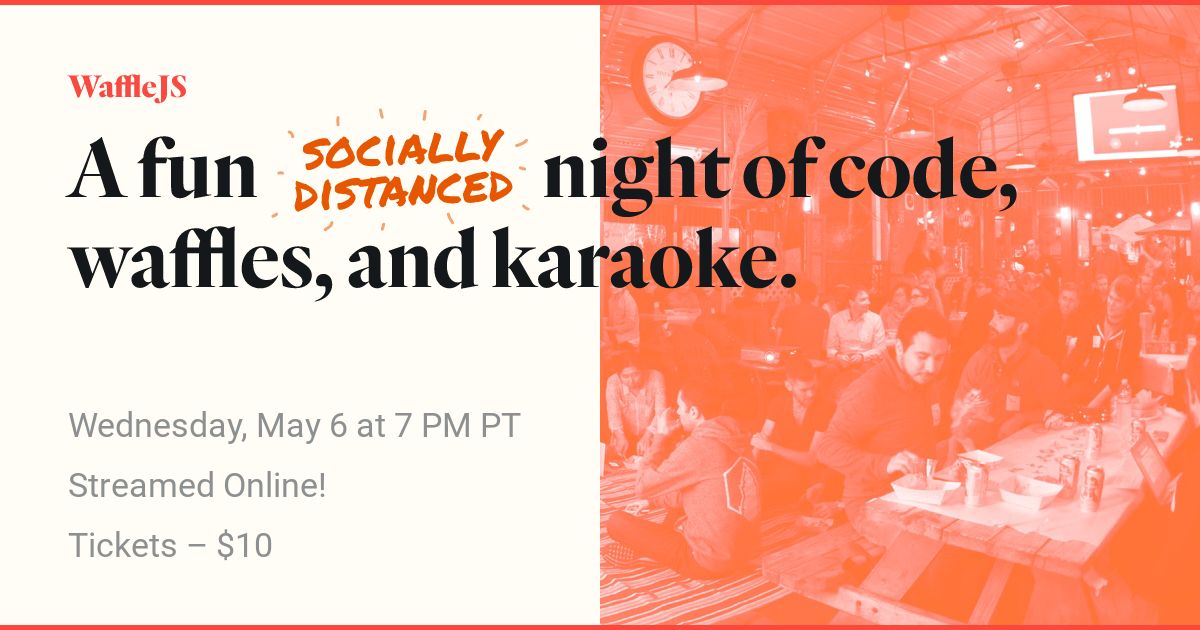 WaffleJS
A fun SOCIALLY DISTANCED night of code,
waffles, and karaoke.
Wednesday, May 6 at 7 PM PT
Streamed Online!
Tickets – $10